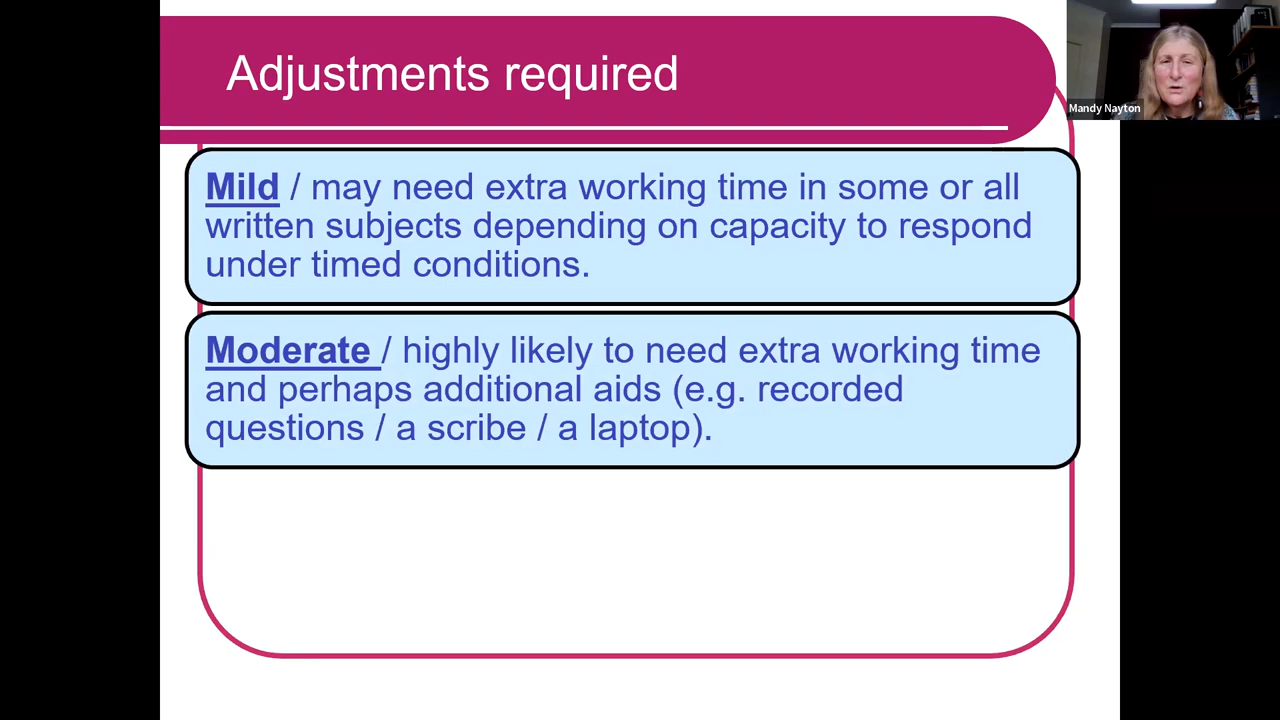 Adjustments required
Mandy Nayton
Mild / may need extra working time in some or all
written subjects depending on capacity to respond
under timed conditions.
Moderate / highly likely to need extra working time
and perhaps additional aids (e.g. recorded
questions / a scribe / a laptop).